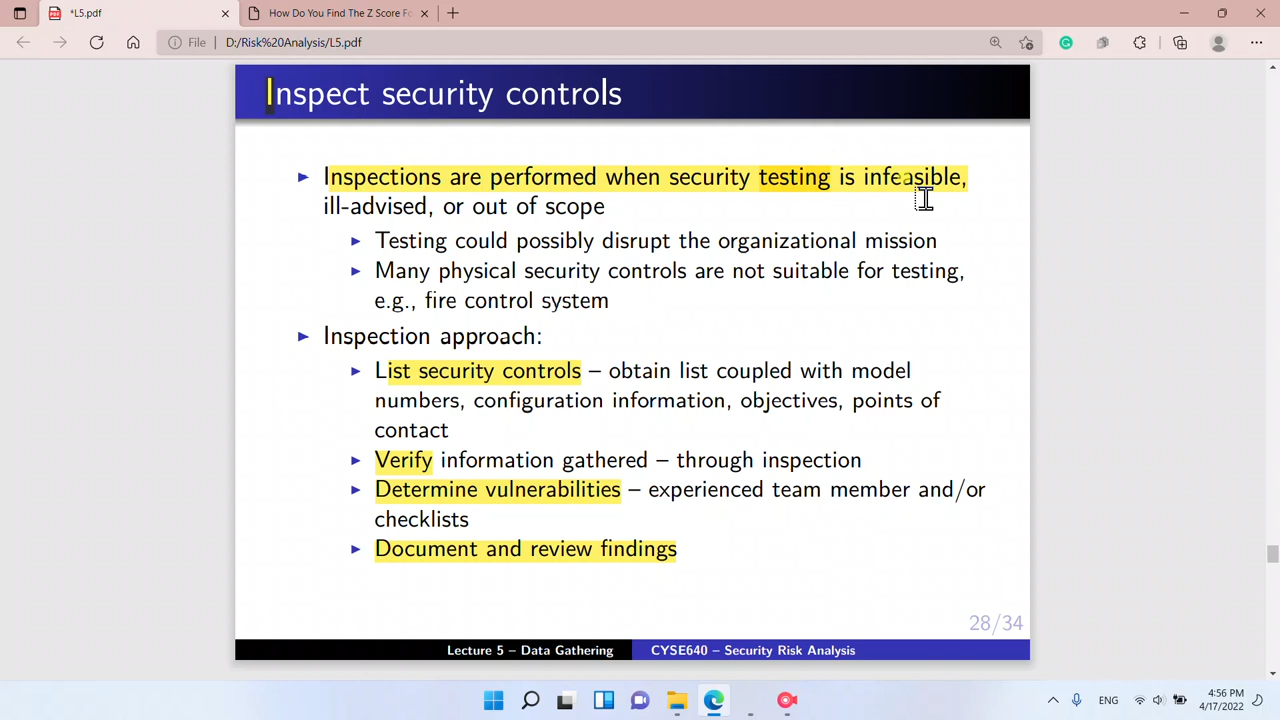 *L5.pdf
How Do You Find The Z Score Fo
File
D:/Risk%20Analysis/L5.pdf
Inspect security controls
Inspections are performed when security testing is infeasible,
ill-advised, or out of scope
Testing could possibly disrupt the organizational mission
Many physical security controls are not suitable for testing,
e.g., fire control system
Inspection approach:
List security controls – obtain list coupled with model
numbers, configuration information, objectives, points of
contact
Verify information gathered – through inspection
Determine vulnerabilities – experienced team member and/or
checklists
Document and review findings
28/34
Lecture 5 – Data Gathering
CYSE640 – Security Risk Analysis
ENG
4:56 PM
4/17/2022